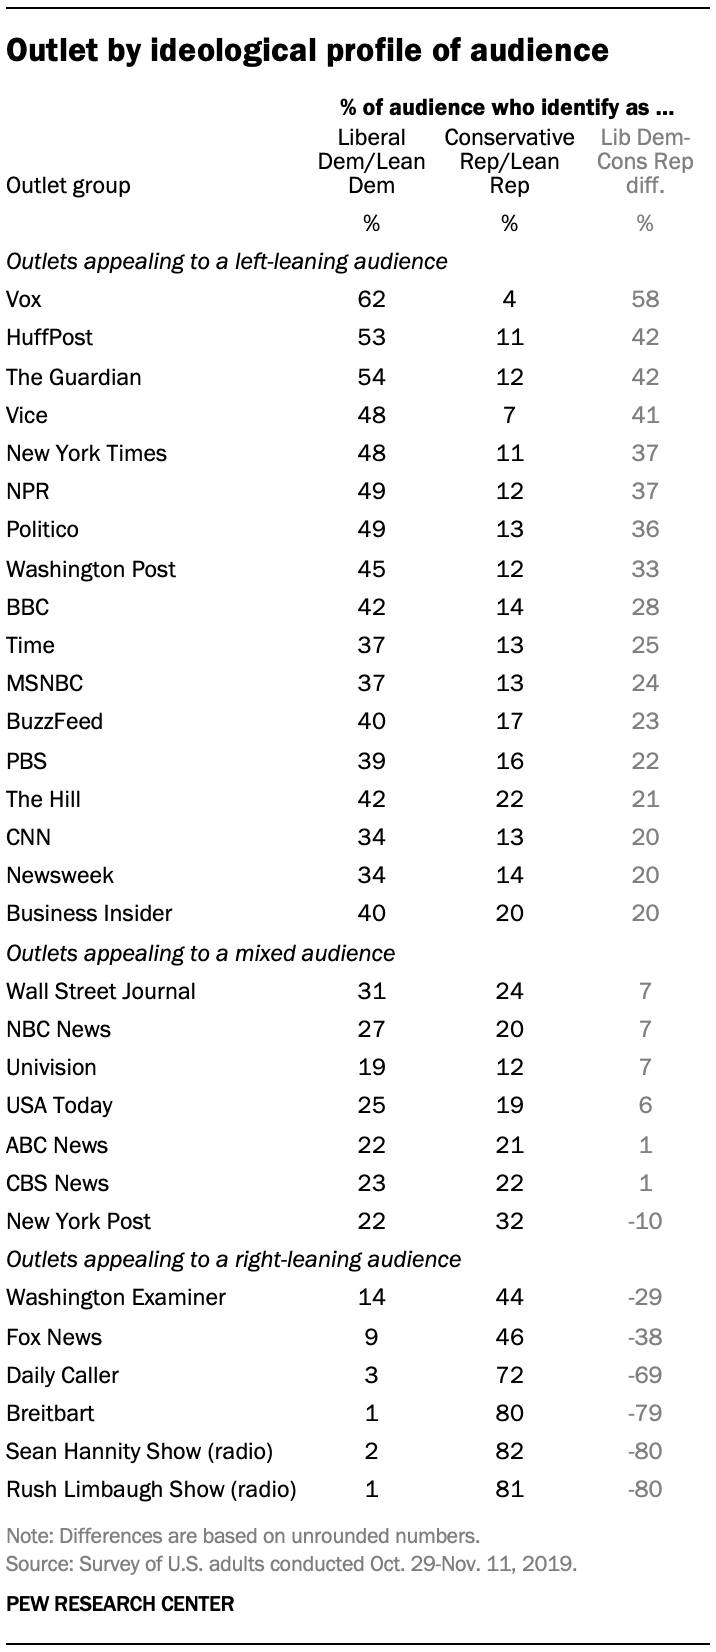 Outlet by ideological profile of audience
% of audience who identify as ...
Liberal Dem/Lean Dem Conservative Rep/Lean Rep Lib Dem-Cons Rep diff.
Outlet group
% % %
Outlets appealing to a left-leaning audience
Vox 62 4 58
HuffPost 53 11 42
The Guardian 54 12 42
Vice 48 7 41
New York Times 48 11 37
NPR 49 12 37
Politico 49 13 36
Washington Post 45 12 33
BBC 42 14 28
Time 37 13 25
MSNBC 37 13 24
BuzzFeed 40 17 23
PBS 39 16 22
The Hill 42 22 21
CNN 34 13 20
Newsweek 34 14 20
Business Insider 40 20 20
Outlets appealing to a mixed audience
Wall Street Journal 31 24 7
NBC News 27 20 7
Univision 19 12 7
USA Today 25 19 6
ABC News 22 21 1
CBS News 23 22 1
New York Post 22 32 -10
Outlets appealing to a right-leaning audience
Washington Examiner 14 44 -29
Fox News 9 46 -38
Daily Caller 3 72 -69
Breitbart 1 80 -79
Sean Hannity Show (radio) 2 82 -80
Rush Limbaugh Show (radio) 1 81 -80
Note: Differences are based on unrounded numbers.
Source: Survey of U.S. adults conducted Oct. 29-Nov. 11, 2019.
PEW RESEARCH CENTER